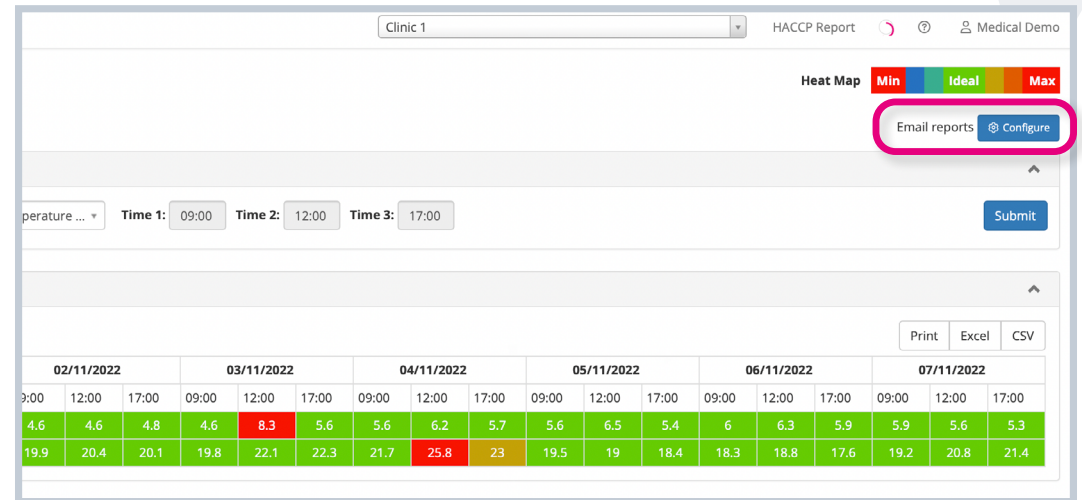 Clinic 1 HACCP Report Medical Demo
Heat Map Min Ideal Max
Email reports Configure
perature ... Time 1: 09:00 Time 2: 12:00 Time 3: 17:00 Submit
Print Excel CSV
02/11/2022 03/11/2022 04/11/2022 05/11/2022 06/11/2022 07/11/2022
9:00 12:00 17:00 09:00 12:00 17:00 09:00 12:00 17:00 09:00 12:00 17:00 09:00 12:00 17:00 09:00 12:00 17:00
4.6 4.6 4.8 4.6 8.3 5.6 5.6 6.2 5.7 5.6 6.5 5.4 6 6.3 5.9 5.9 5.6 5.3
19.9 20.4 20.1 19.8 22.1 22.3 21.7 25.8 23 19.5 19 18.4 18.3 18.8 17.6 19.2 20.8 21.4